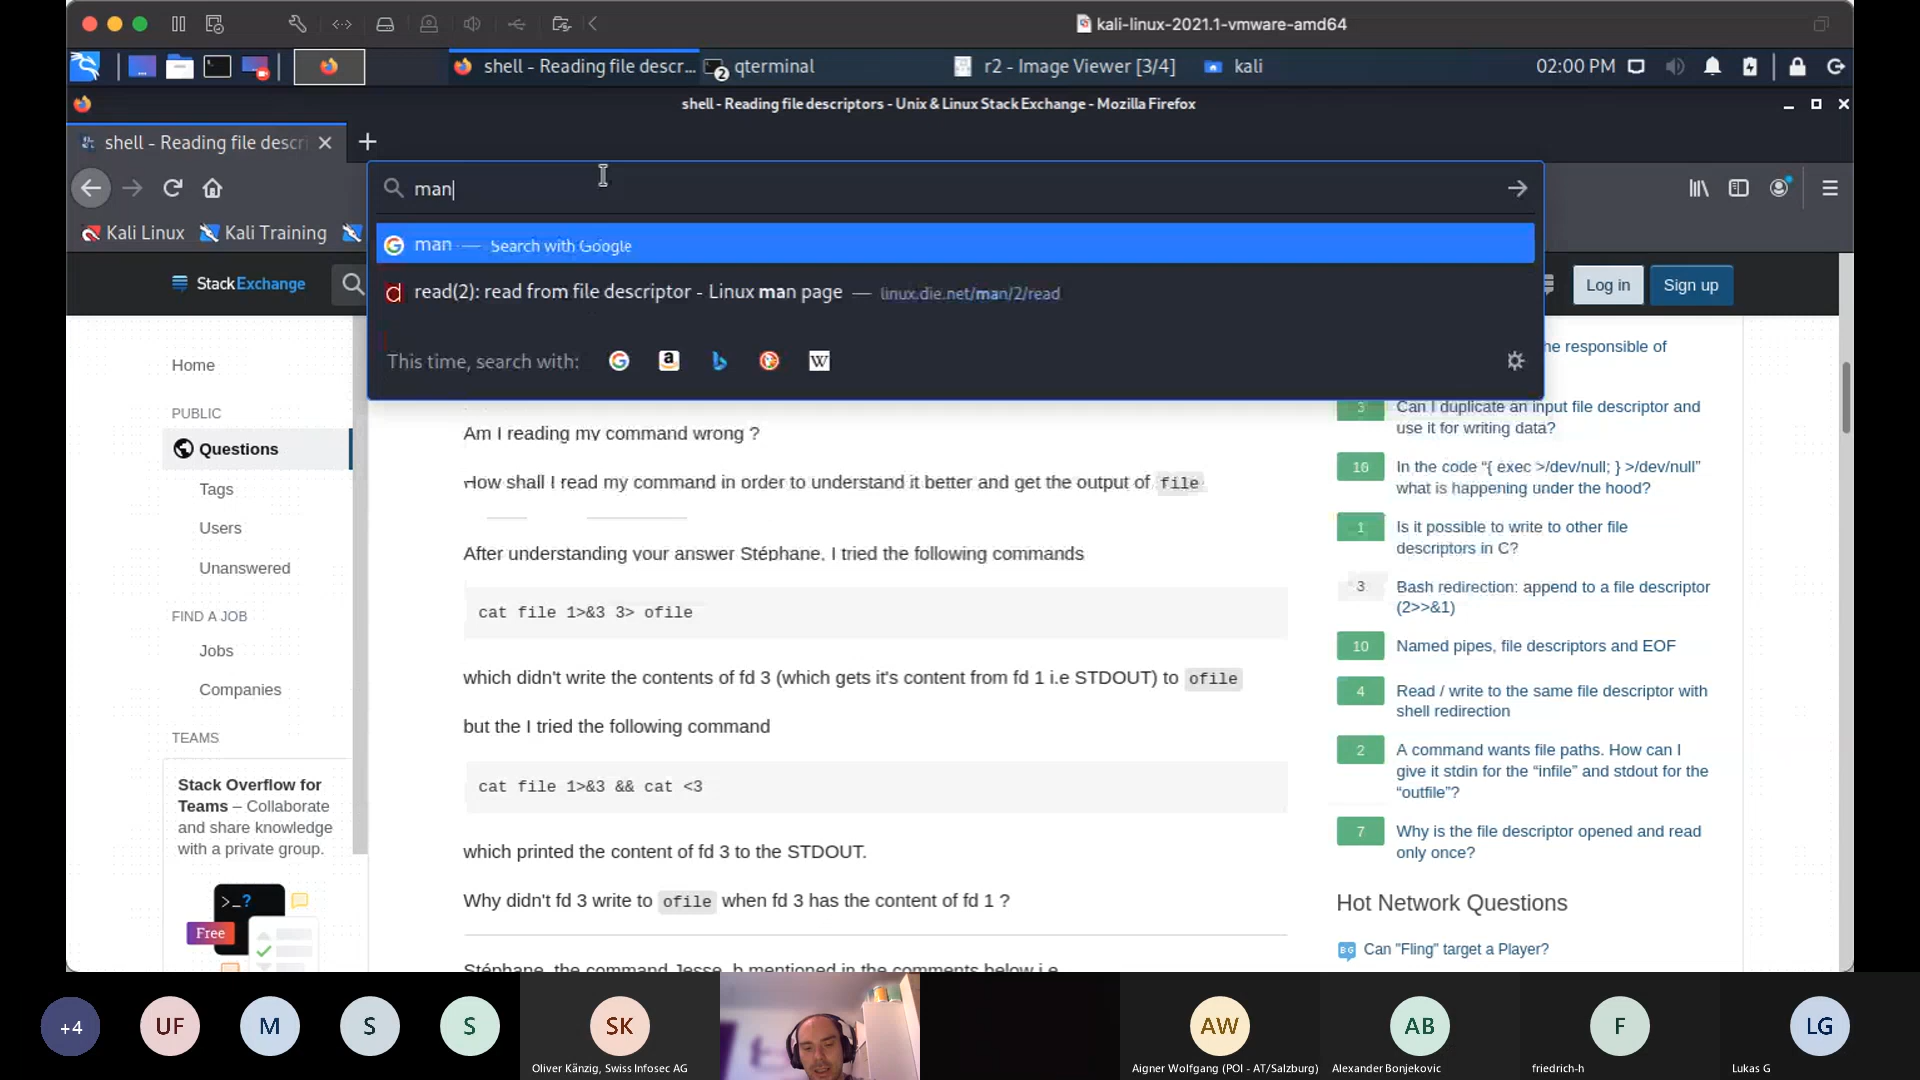 kali-linux-2021.1-vmware-amd64
shell - Reading file descr...
2
qterminal
r2 - Image Viewer [3/4]
kali
02:00 PM
shell - Reading file descriptors - Unix & Linux Stack Exchange - Mozilla Firefox
shell - Reading file descri
man
Kali Linux
Kali Training
man — Search with Google
read(2): read from file descriptor - Linux man page — linux.die.net/man/2/read
This time, search with:
StackExchange
Log in
Sign up
Home
PUBLIC
Questions
Tags
Users
Unanswered
FIND A JOB
Jobs
Companies
TEAMS
Stack Overflow for
Teams – Collaborate
and share knowledge
with a private group.
>_?
Free
Am I reading my command wrong ?
How shall I read my command in order to understand it better and get the output of file
After understanding your answer Stéphane, I tried the following commands
cat file 1>&3 3> ofile
which didn't write the contents of fd 3 (which gets it's content from fd 1 i.e STDOUT) to ofile
but the I tried the following command
cat file 1>&3 && cat <3
which printed the content of fd 3 to the STDOUT.
Why didn't fd 3 write to ofile when fd 3 has the content of fd 1 ?
Stéphane, the command Jesse_b mentioned in the comments below i.e
he responsible of
3 Can I duplicate an input file descriptor and
use it for writing data?
16 In the code “{ exec >/dev/null; } >/dev/null”
what is happening under the hood?
1 Is it possible to write to other file
descriptors in C?
3 Bash redirection: append to a file descriptor
(2>>&1)
10 Named pipes, file descriptors and EOF
4 Read / write to the same file descriptor with
shell redirection
2 A command wants file paths. How can I
give it stdin for the “infile” and stdout for the
“outfile”?
7 Why is the file descriptor opened and read
only once?
Hot Network Questions
BG Can "Fling" target a Player?
+4
UF
M
S
S
SK
Oliver Känzig, Swiss Infosec AG
AW
Aigner Wolfgang (POI - AT/Salzburg)
AB
Alexander Bonjekovic
F
friedrich-h
LG
Lukas G